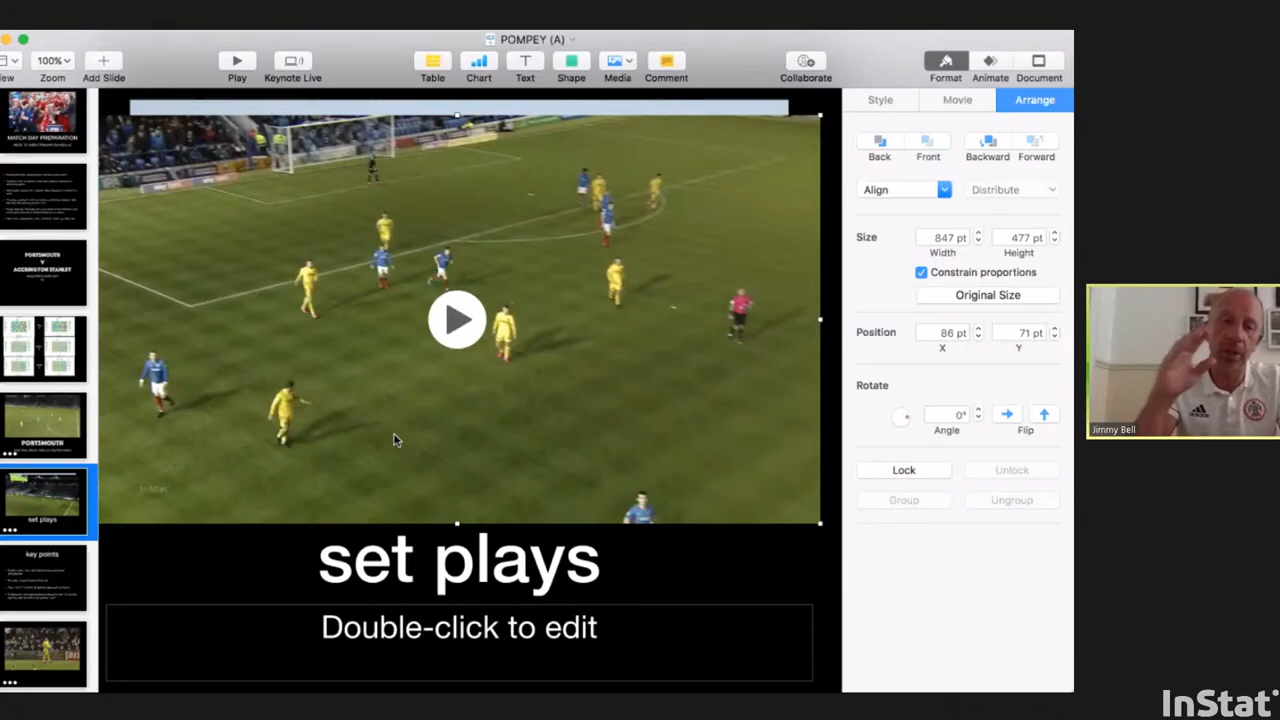 POMPEY (A)
100%
Zoom
Add Slide
Play
Keynote Live
Table
Chart
Text
Shape
Media
Comment
Collaborate
Format
Animate
Document
Style
Movie
Arrange
Back
Front
Backward
Forward
Align
Distribute
Size
847 pt
477 pt
Width
Height
Constrain proportions
Original Size
Position
86 pt
71 pt
X
Y
Rotate
0°
Angle
Flip
Lock
Unlock
Group
Ungroup
MATCH DAY PREPARATION
PORTSMOUTH
V
ACCRINGTON STANLEY
PORTSMOUTH
set plays
key points
InStat
set plays
Double-click to edit
Jimmy Bell
adidas
InStat